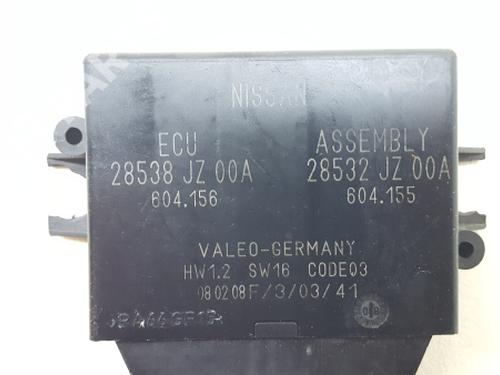 NISSAN
ECU ASSEMBLY
28538 JZ 00A 28532 JZ 00A
604.156 604.155
VALEO-GERMANY
HW1.2 SW16 CODE03
080208F/3/03/41